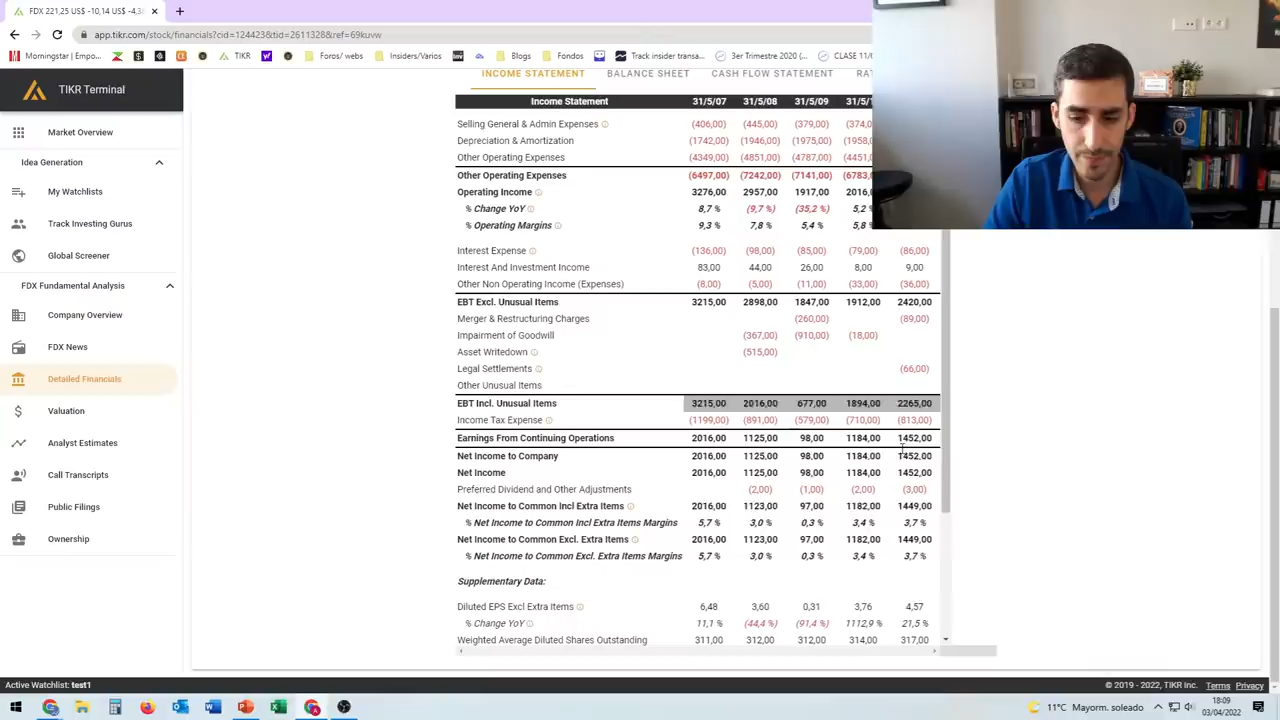 FDX 221,25 US$ -10,14 US$ -4,3
app.tikr.com/stock/financials?cid=124423&tid=2611328&ref=69kuvw
Morningstar | Empo... TIKR Foros/ webs Insiders/Varios Blogs Fondos Track insider transa... 3er Trimestre 2020 (... CLASE 11/
TIKR Terminal
Market Overview
Idea Generation
My Watchlists
Track Investing Gurus
Global Screener
FDX Fundamental Analysis
Company Overview
FDX News
Detailed Financials
Valuation
Analyst Estimates
Call Transcripts
Public Filings
Ownership
INCOME STATEMENT BALANCE SHEET CASH FLOW STATEMENT RAT
Income Statement 31/5/07 31/5/08 31/5/09 31/5/1
Selling General & Admin Expenses (406,00) (445,00) (379,00) (374,0
Depreciation & Amortization (1742,00) (1946,00) (1975,00) (1958,
Other Operating Expenses (4349,00) (4851,00) (4787,00) (4451,
Other Operating Expenses (6497,00) (7242,00) (7141,00) (6783,
Operating Income 3276,00 2957,00 1917,00 2016,
% Change YoY 8,7 % (9,7 %) (35,2 %) 5,2 %
% Operating Margins 9,3 % 7,8 % 5,4 % 5,8 %
Interest Expense (136,00) (98,00) (85,00) (79,00) (86,00)
Interest And Investment Income 83,00 44,00 26,00 8,00 9,00
Other Non Operating Income (Expenses) (8,00) (5,00) (11,00) (33,00) (36,00)
EBT Excl. Unusual Items 3215,00 2898,00 1847,00 1912,00 2420,00
Merger & Restructuring Charges (260,00) (89,00)
Impairment of Goodwill (367,00) (910,00) (18,00)
Asset Writedown (515,00)
Legal Settlements (66,00)
Other Unusual Items
EBT Incl. Unusual Items 3215,00 2016,00 677,00 1894,00 2265,00
Income Tax Expense (1199,00) (891,00) (579,00) (710,00) (813,00)
Earnings From Continuing Operations 2016,00 1125,00 98,00 1184,00 1452,00
Net Income to Company 2016,00 1125,00 98,00 1184,00 1452,00
Net Income 2016,00 1125,00 98,00 1184,00 1452,00
Preferred Dividend and Other Adjustments (2,00) (1,00) (2,00) (3,00)
Net Income to Common Incl Extra Items 2016,00 1123,00 97,00 1182,00 1449,00
% Net Income to Common Incl Extra Items Margins 5,7 % 3,0 % 0,3 % 3,4 % 3,7 %
Net Income to Common Excl. Extra Items 2016,00 1123,00 97,00 1182,00 1449,00
% Net Income to Common Excl. Extra Items Margins 5,7 % 3,0 % 0,3 % 3,4 % 3,7 %
Supplementary Data:
Diluted EPS Excl Extra Items 6,48 3,60 0,31 3,76 4,57
% Change YoY 11,1 % (44,4 %) (91,4 %) 1112,9 % 21,5 %
Weighted Average Diluted Shares Outstanding 311,00 312,00 312,00 314,00 317,00
Active Watchlist: test1
© 2019 - 2022, TIKR Inc. Terms Privacy
11°C Mayorm. soleado
18:09
03/04/2022